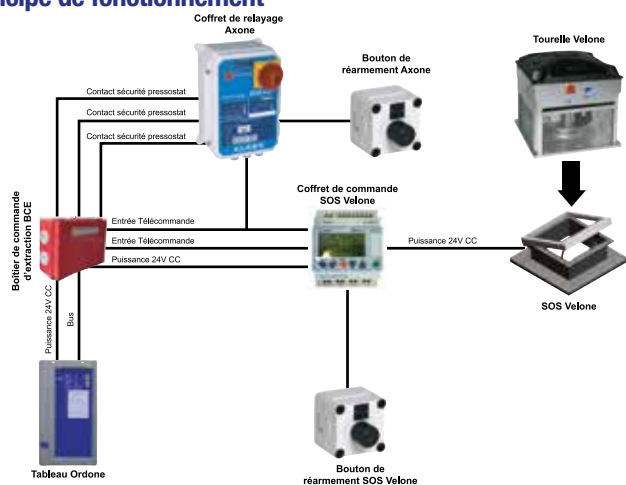 Coffret de relayage
Axone
Bouton de
réarmement Axone
Tourelle Velone
Contact sécurité pressostat
Contact sécurité pressostat
Contact sécurité pressostat
Coffret de commande
SOS Velone
Boîtier de commande
d'extraction BCE
Entrée Télécommande
Entrée Télécommande
Puissance 24V CC
Puissance 24V CC
SOS Velone
Puissance 24V CC
Bus
Tableau Ordone
Bouton de
réarmement SOS Velone